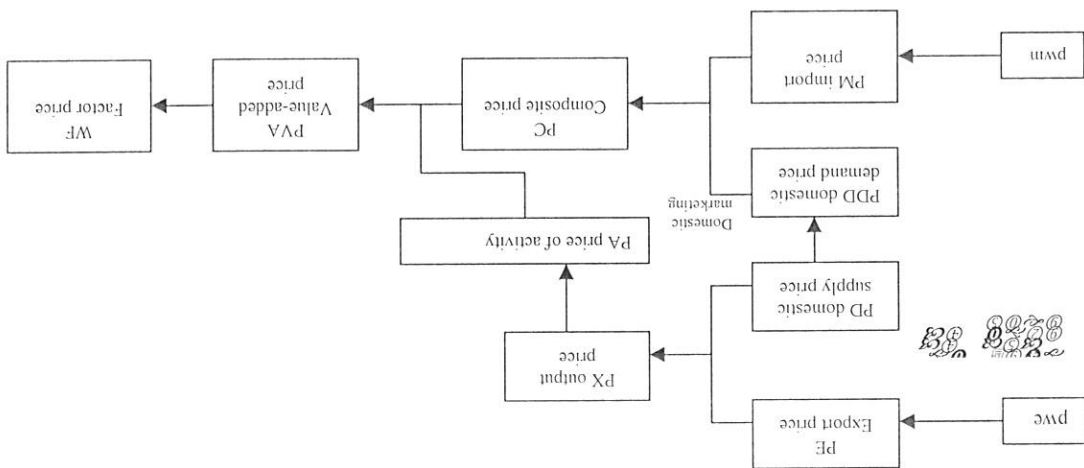 pwe
PE
Export price
PX output
price
PD domestic
supply price
PA price of activity
Domestic
marketing
PDD domestic
demand price
pwm
PM import
price
PC
Composite price
PVA
Value-added
price
WF
Factor price